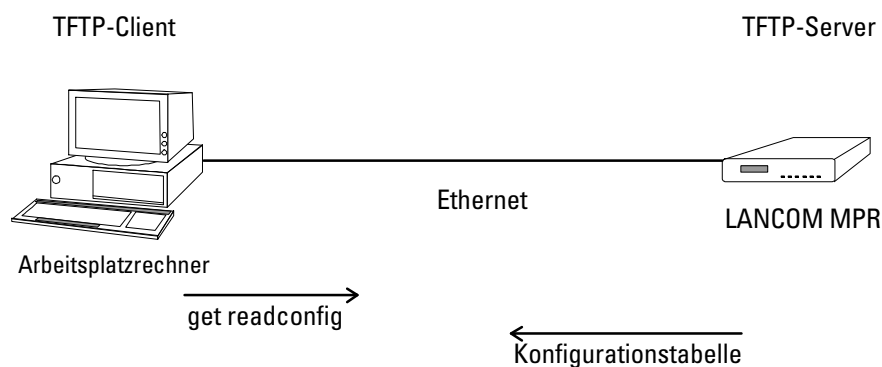 TFTP-Client
TFTP-Server
Ethernet
LANCOM MPR
Arbeitsplatzrechner
get readconfig
Konfigurationstabelle